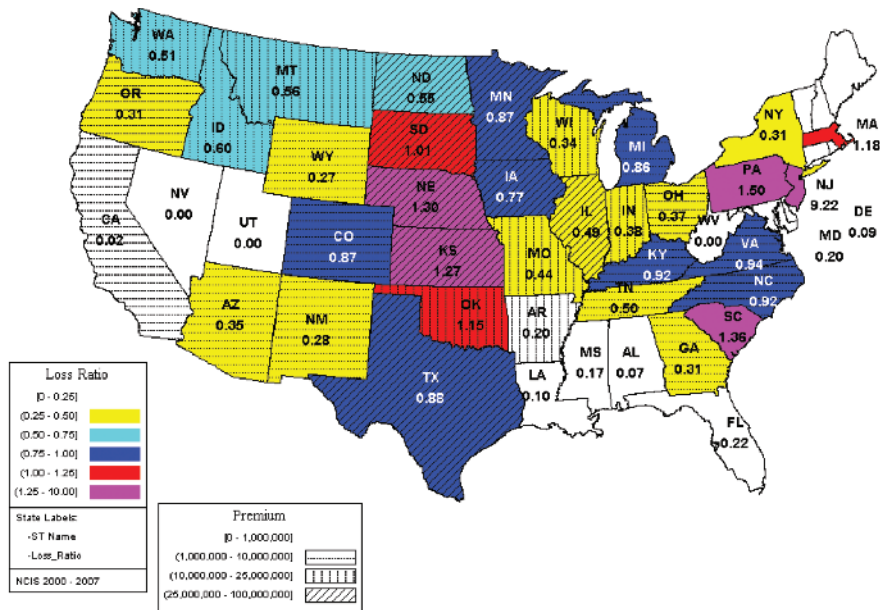 WA
0.51
MT
0.56
ND
0.55
MN
0.87
OR
0.31
ID
0.60
WY
0.27
SD
1.01
WI
0.34
MI
0.86
NY
0.31
MA
1.18
NV
0.00
UT
0.00
CA
0.02
CO
0.87
NE
1.30
IA
0.77
IL
0.49
IN
0.38
OH
0.37
PA
1.50
NJ
9.22
WV
0.00
DE
0.09
MD
0.20
KS
1.27
MO
0.44
KY
0.92
VA
0.94
NC
0.92
TN
0.50
AZ
0.35
NM
0.28
OK
1.15
AR
0.20
SC
1.36
GA
0.31
TX
0.88
LA
0.10
MS
0.17
AL
0.07
FL
0.22
Loss Ratio
[0 - 0.25]
(0.25 - 0.50]
(0.50 - 0.75]
(0.75 - 1.00]
(1.00 - 1.25]
(1.25 - 10.00]
State Labels:
-ST Name
-Loss_Ratio
NCIS 2000 - 2007
Premium
[0 - 1,000,000]
(1,000,000 - 10,000,000]
(10,000,000 - 25,000,000]
(25,000,000 - 100,000,000]